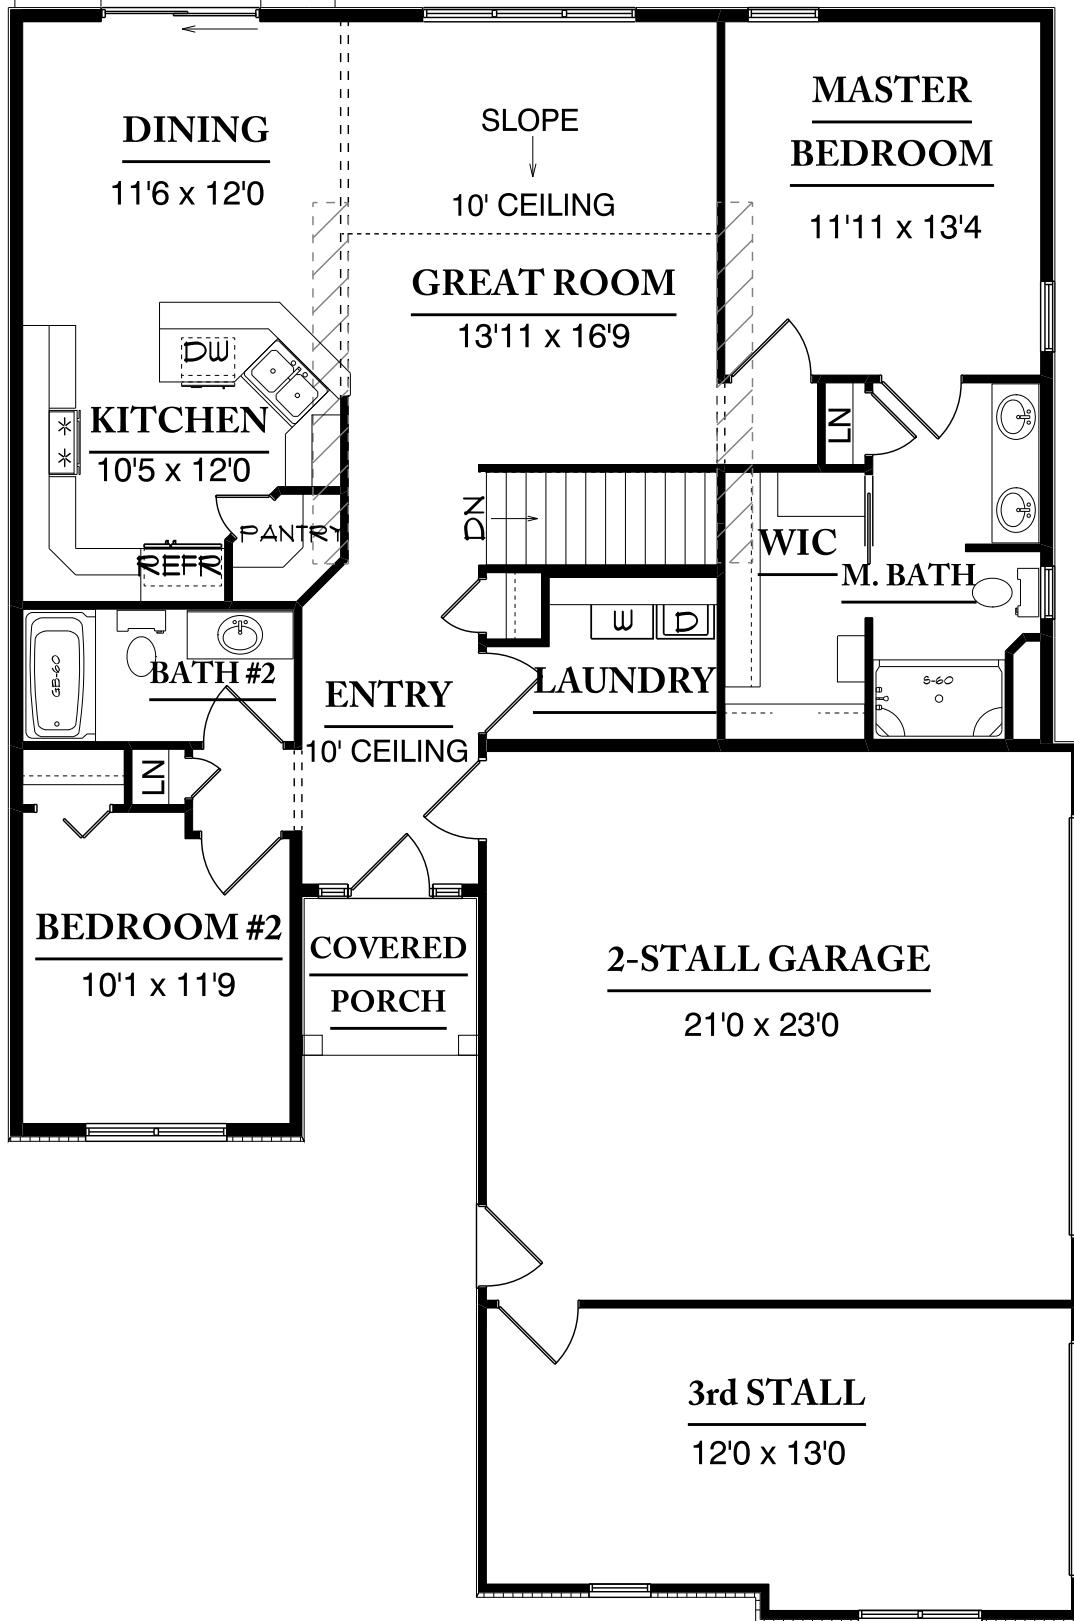 MASTER
BEDROOM
11'11 x 13'4
DINING
11'6 x 12'0
SLOPE
10' CEILING
GREAT ROOM
13'11 x 16'9
DW
KITCHEN
10'5 x 12'0
LN
DN
PANTRY
REFR
WIC
M. BATH
W
D
GB-60
BATH #2
ENTRY
10' CEILING
LAUNDRY
S-60
LN
BEDROOM #2
10'1 x 11'9
COVERED
PORCH
2-STALL GARAGE
21'0 x 23'0
3rd STALL
12'0 x 13'0